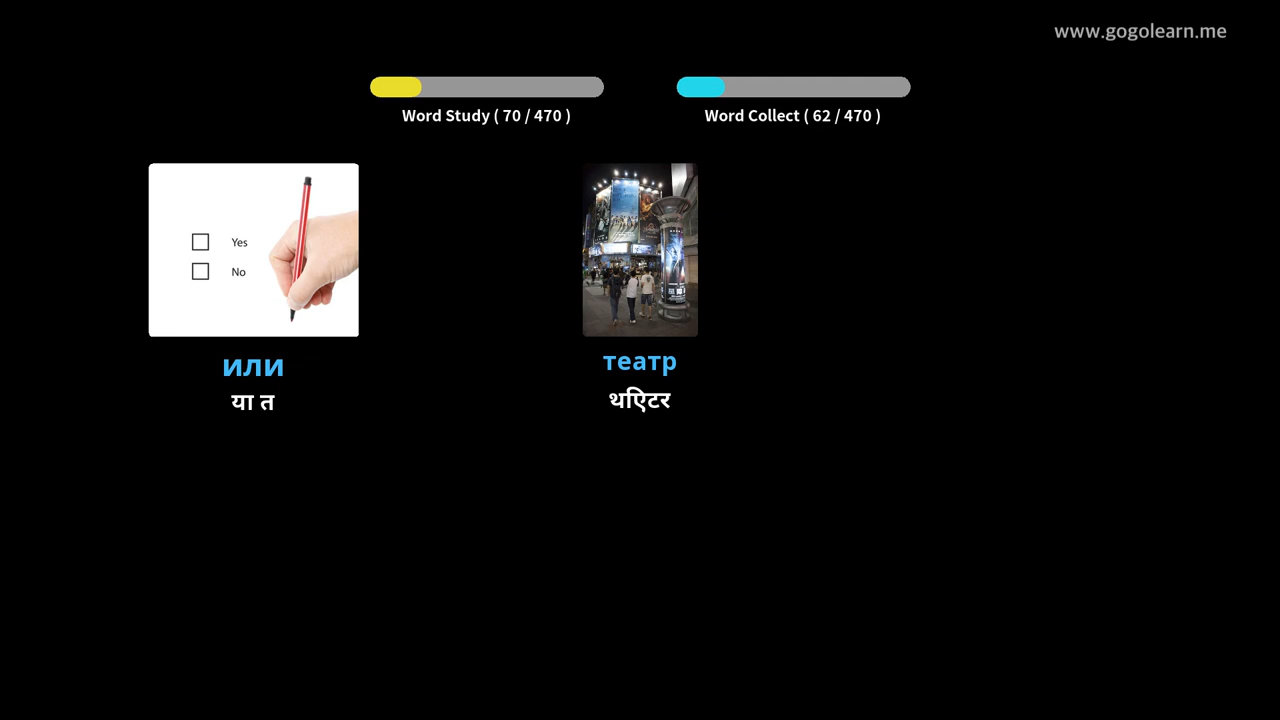 www.gogolearn.me
Word Study ( 70 / 470 )
Word Collect ( 62 / 470 )
Yes
No
или
या त
театр
थिएटर